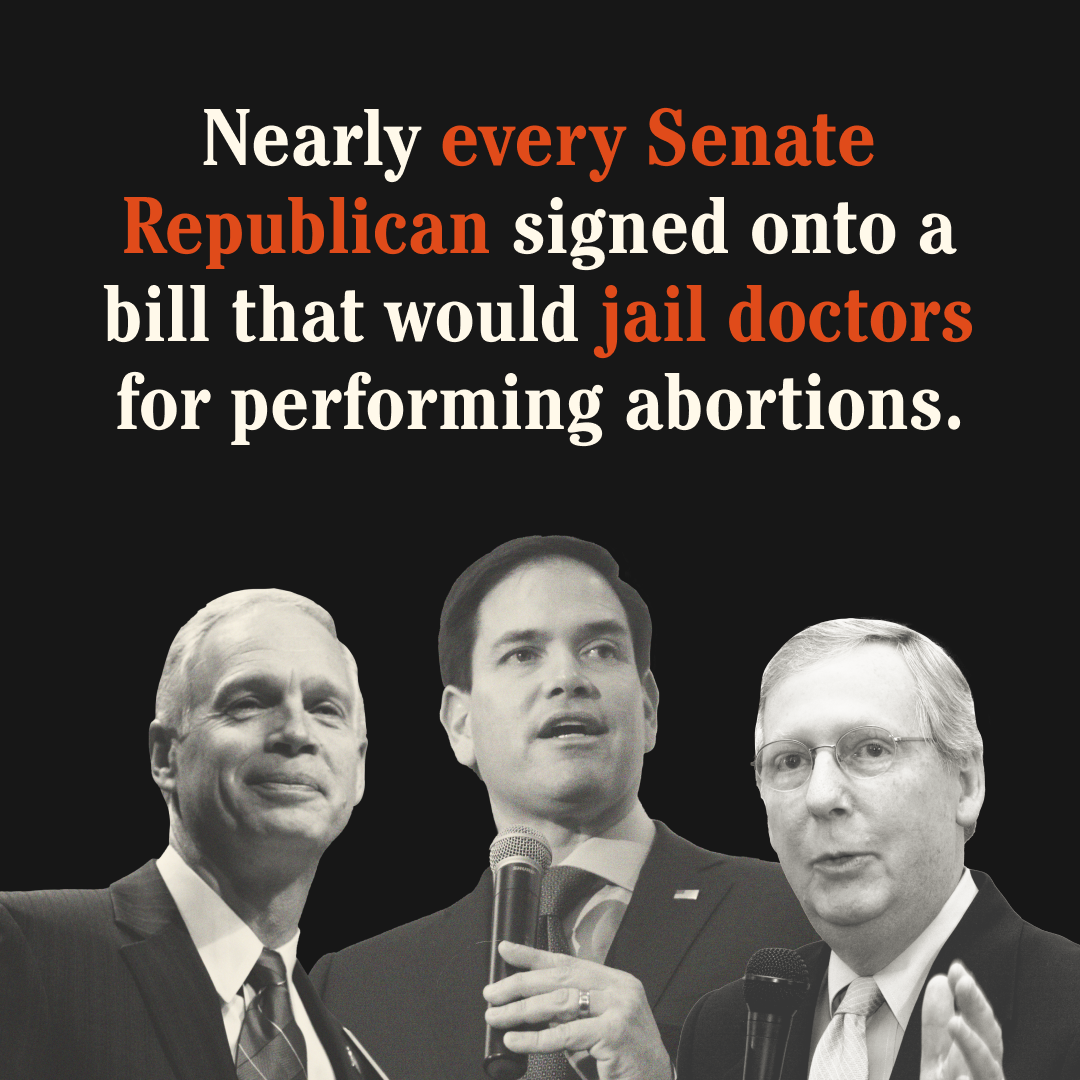 Nearly every Senate
Republican signed onto a
bill that would jail doctors
for performing abortions.